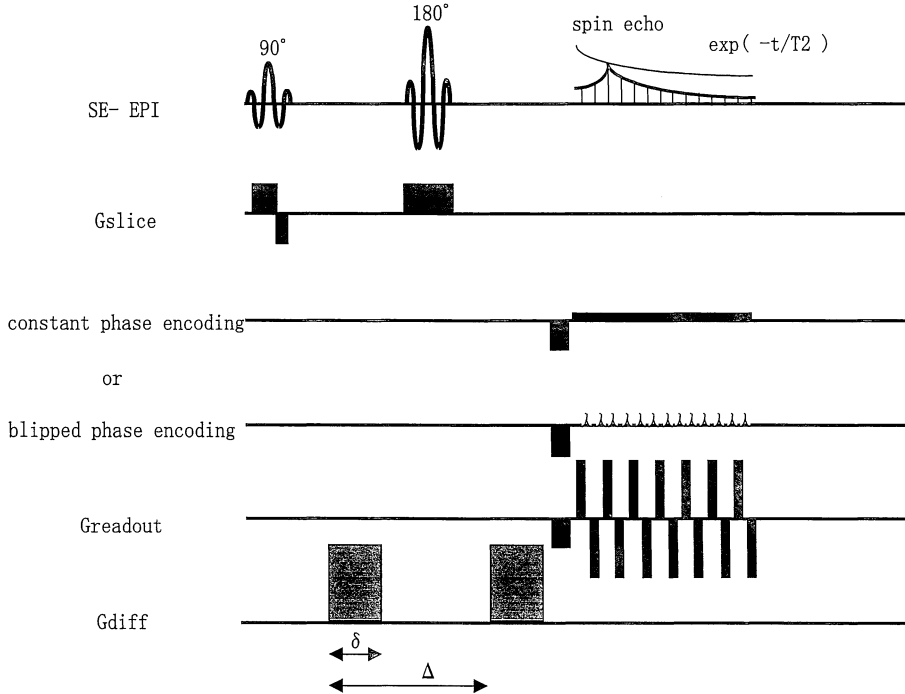 180°
spin echo
90°
exp( -t/T2 )
SE- EPI
Gslice
constant phase encoding
or
blipped phase encoding
Greadout
Gdiff
δ
Δ